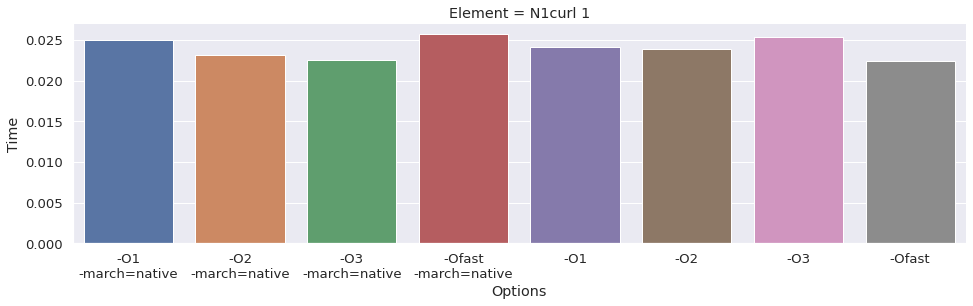 Element = N1curl 1
Time
0.025
0.020
0.015
0.010
0.005
0.000
-O1
-march=native
-O2
-march=native
-O3
-march=native
-Ofast
-march=native
-O1
-O2
-O3
-Ofast
Options